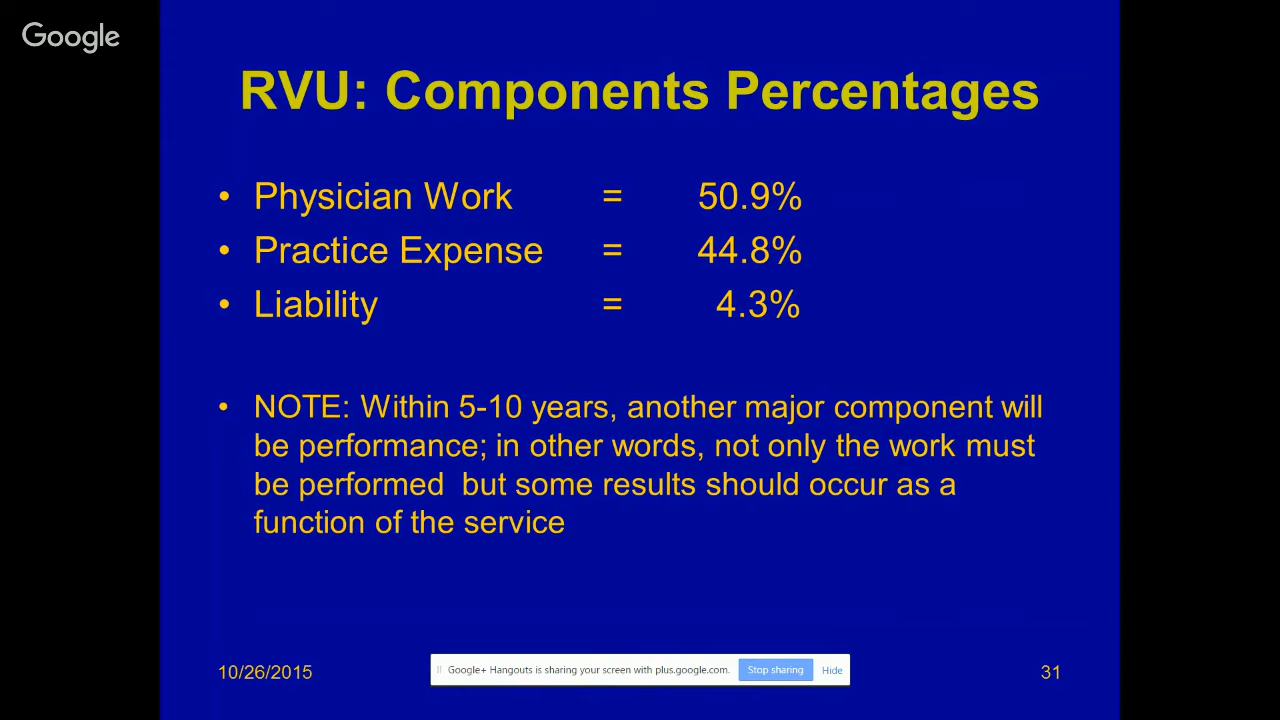 Google
RVU: Components Percentages
• Physician Work = 50.9%
• Practice Expense = 44.8%
• Liability = 4.3%
• NOTE: Within 5-10 years, another major component will
be performance; in other words, not only the work must
be performed but some results should occur as a
function of the service
10/26/2015
Google+ Hangouts is sharing your screen with plus.google.com. Stop sharing Hide
31